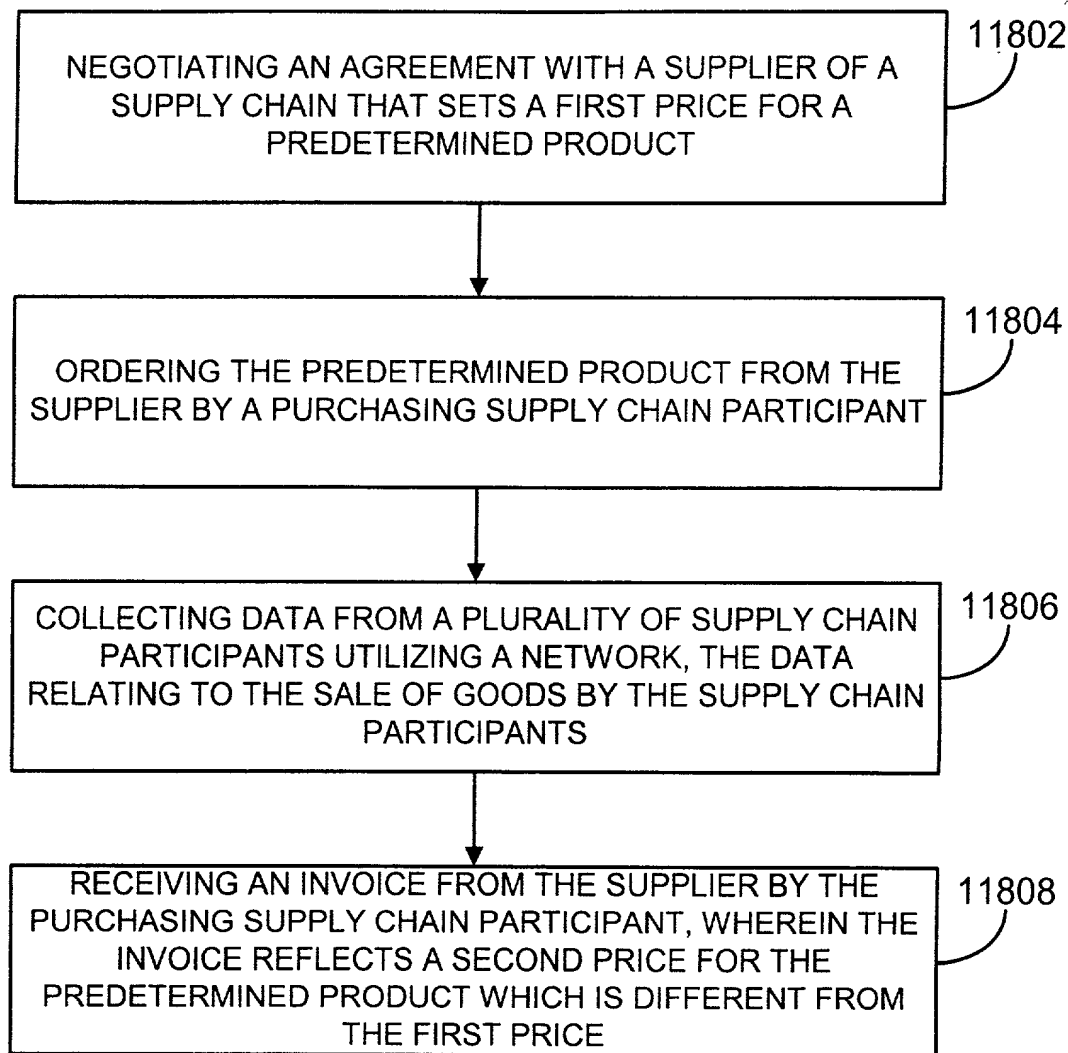 11802
NEGOTIATING AN AGREEMENT WITH A SUPPLIER OF A
SUPPLY CHAIN THAT SETS A FIRST PRICE FOR A
PREDETERMINED PRODUCT
11804
ORDERING THE PREDETERMINED PRODUCT FROM THE
SUPPLIER BY A PURCHASING SUPPLY CHAIN PARTICIPANT
11806
COLLECTING DATA FROM A PLURALITY OF SUPPLY CHAIN
PARTICIPANTS UTILIZING A NETWORK, THE DATA
RELATING TO THE SALE OF GOODS BY THE SUPPLY CHAIN
PARTICIPANTS
11808
RECEIVING AN INVOICE FROM THE SUPPLIER BY THE
PURCHASING SUPPLY CHAIN PARTICIPANT, WHEREIN THE
INVOICE REFLECTS A SECOND PRICE FOR THE
PREDETERMINED PRODUCT WHICH IS DIFFERENT FROM
THE FIRST PRICE